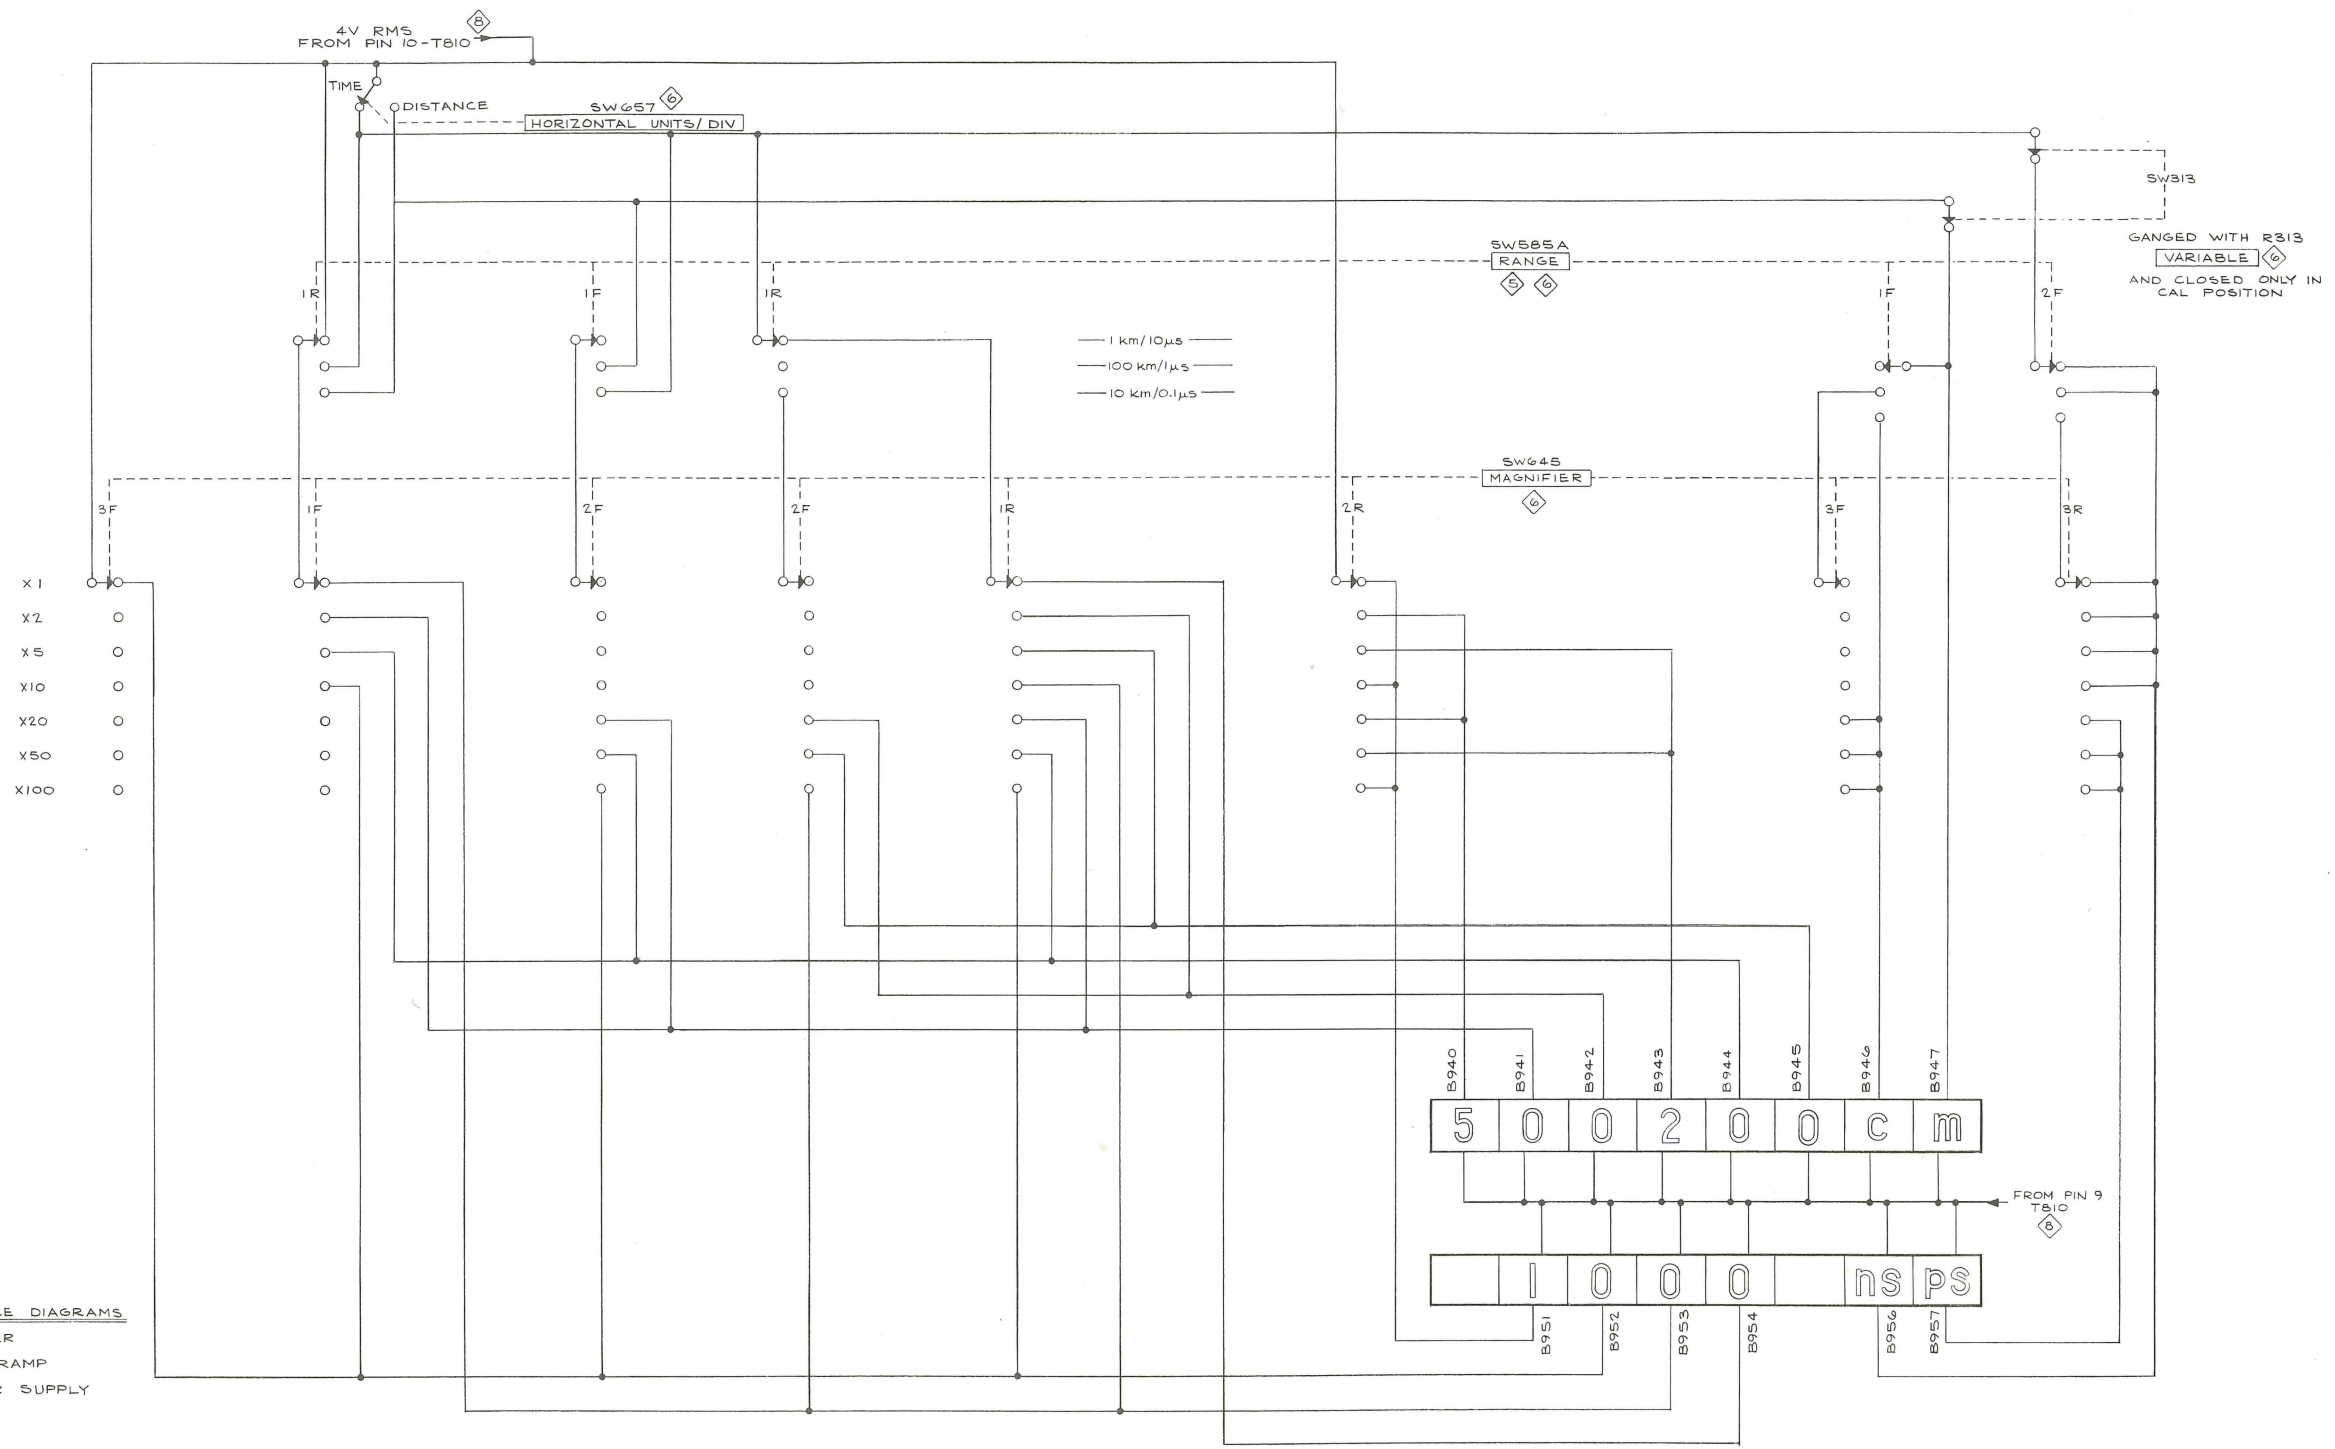 4V RMS
FROM PIN 10-T810
8
TIME
DISTANCE
SW657 6
HORIZONTAL UNITS/DIV
SW313
GANGED WITH R313
VARIABLE 6
AND CLOSED ONLY IN
CAL POSITION
SW585A
RANGE
5 6
1R
1F
1R
1F
2F
1 km/10µs
100 km/1µs
10 km/0.1µs
SW645
MAGNIFIER
6
3F
1F
2F
2F
1R
2R
3F
3R
X1
X2
X5
X10
X20
X50
X100
B940
B941
B942
B943
B944
B945
B946
B947
5 0 0 2 0 0 c m
FROM PIN 9
T810
8
1 0 0 0 ns ps
B951
B952
B953
B954
B956
B957
DIAGRAMS
RAMP
SUPPLY